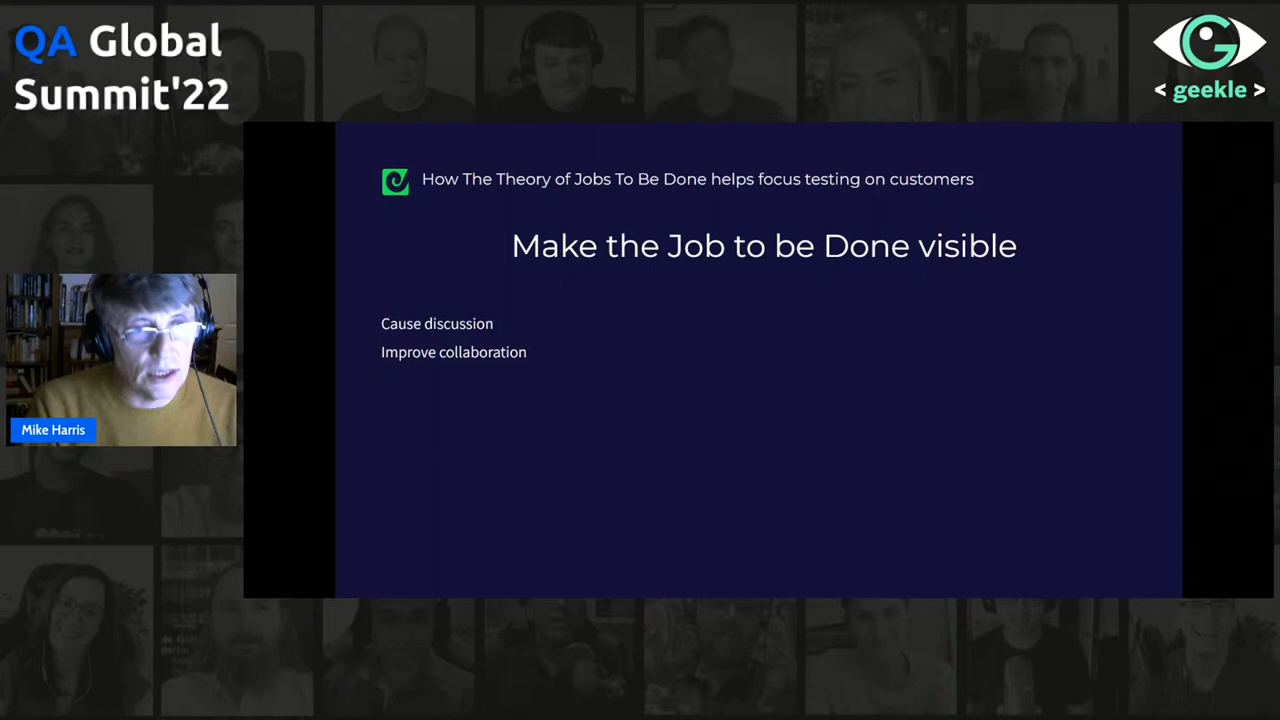 QA Global
Summit'22
G
< geekle >
How The Theory of Jobs To Be Done helps focus testing on customers
Make the Job to be Done visible
Cause discussion
Improve collaboration
Mike Harris